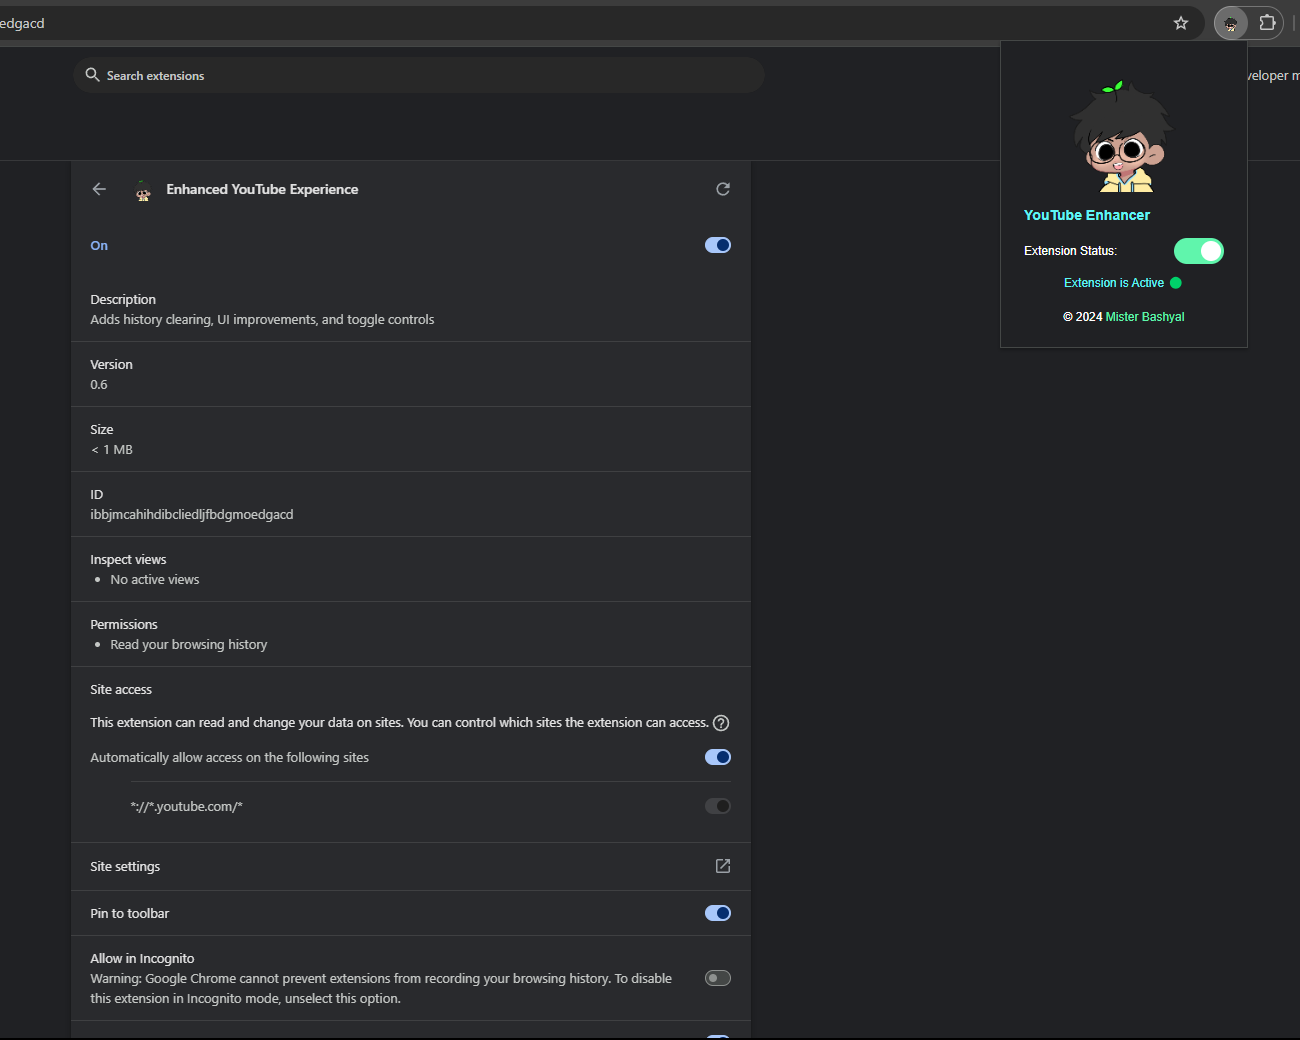 edgacd
Search extensions
veloper m
Enhanced YouTube Experience
On
Description
Adds history clearing, UI improvements, and toggle controls
Version
0.6
Size
< 1 MB
ID
ibbjmcahihdibcliedljfbdgmoedgacd
Inspect views
• No active views
Permissions
• Read your browsing history
Site access
This extension can read and change your data on sites. You can control which sites the extension can access.
Automatically allow access on the following sites
*://*.youtube.com/*
Site settings
Pin to toolbar
Allow in Incognito
Warning: Google Chrome cannot prevent extensions from recording your browsing history. To disable
this extension in Incognito mode, unselect this option.
YouTube Enhancer
Extension Status:
Extension is Active
© 2024 Mister Bashyal